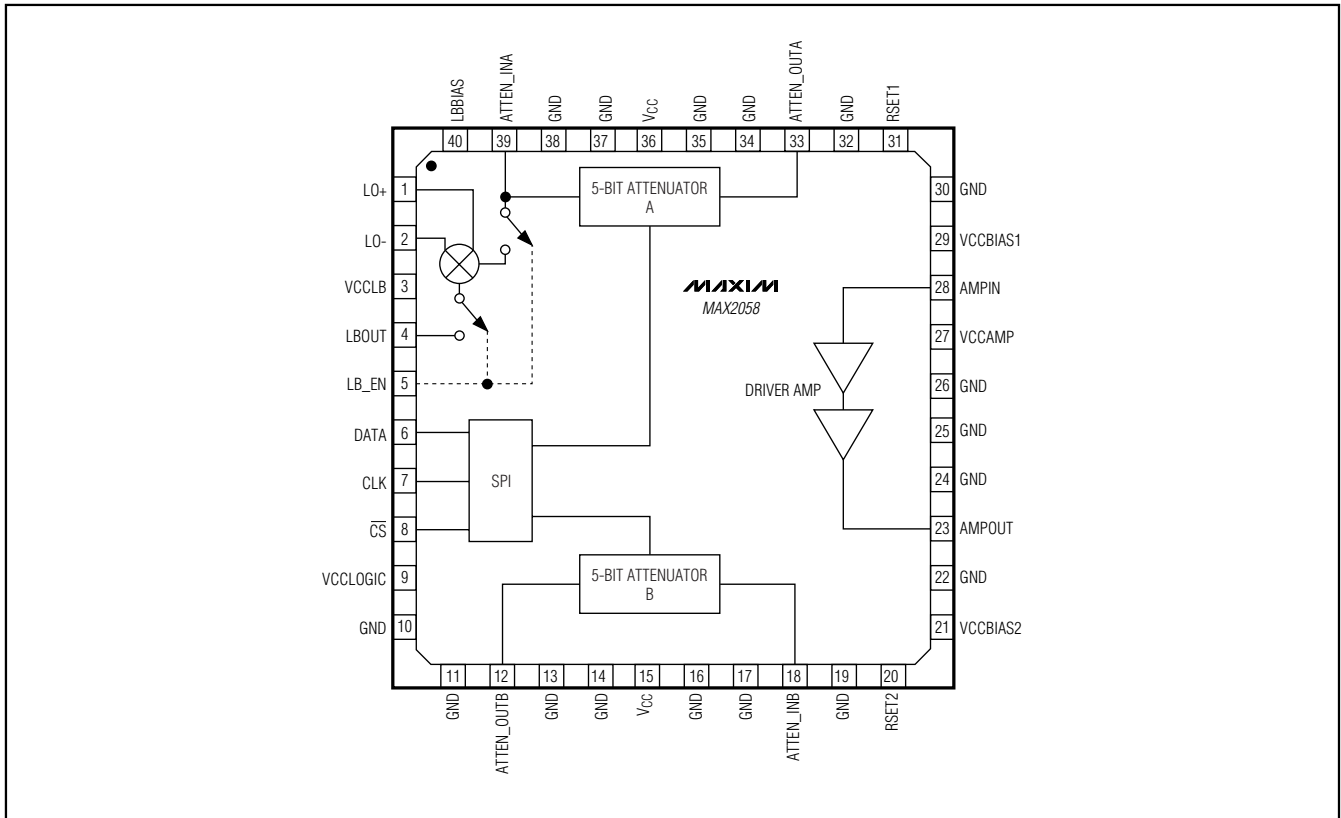 LBBIAS
ATTEN_INA
GND
GND
VCC
GND
GND
ATTEN_OUTA
GND
RSET1
40 39 38 37 36 35 34 33 32 31
LO+ 1
LO- 2
VCCLB 3
LBOUT 4
LB_EN 5
DATA 6
CLK 7
C̅S̅ 8
VCCLOGIC 9
GND 10
5-BIT ATTENUATOR
A
MAXIM
MAX2058
DRIVER AMP
SPI
5-BIT ATTENUATOR
B
30 GND
29 VCCBIAS1
28 AMPIN
27 VCCAMP
26 GND
25 GND
24 GND
23 AMPOUT
22 GND
21 VCCBIAS2
11 12 13 14 15 16 17 18 19 20
GND
ATTEN_OUTB
GND
GND
VCC
GND
GND
ATTEN_INB
GND
RSET2